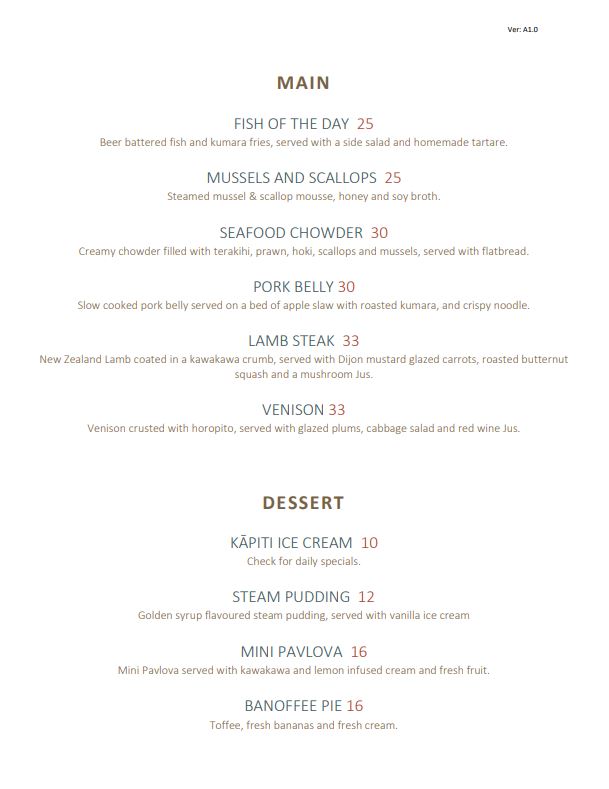 Ver: A1.0
MAIN
FISH OF THE DAY 25
Beer battered fish and kumara fries, served with a side salad and homemade tartare.
MUSSELS AND SCALLOPS 25
Steamed mussel & scallop mousse, honey and soy broth.
SEAFOOD CHOWDER 30
Creamy chowder filled with terakihi, prawn, hoki, scallops and mussels, served with flatbread.
PORK BELLY 30
Slow cooked pork belly served on a bed of apple slaw with roasted kumara, and crispy noodle.
LAMB STEAK 33
New Zealand Lamb coated in a kawakawa crumb, served with Dijon mustard glazed carrots, roasted butternut
squash and a mushroom Jus.
VENISON 33
Venison crusted with horopito, served with glazed plums, cabbage salad and red wine Jus.
DESSERT
KĀPITI ICE CREAM 10
Check for daily specials.
STEAM PUDDING 12
Golden syrup flavoured steam pudding, served with vanilla ice cream
MINI PAVLOVA 16
Mini Pavlova served with kawakawa and lemon infused cream and fresh fruit.
BANOFFEE PIE 16
Toffee, fresh bananas and fresh cream.